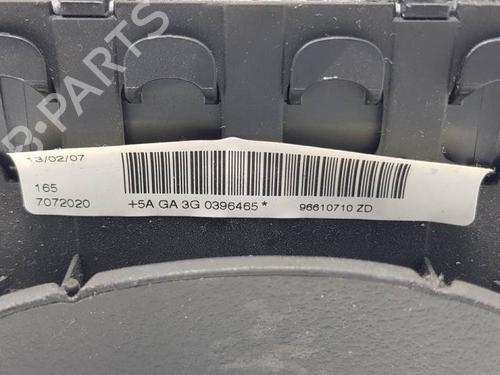 B-PARTS
13/02/07
165
7072020
+5A GA 3G 0396465 *
96610710 ZD